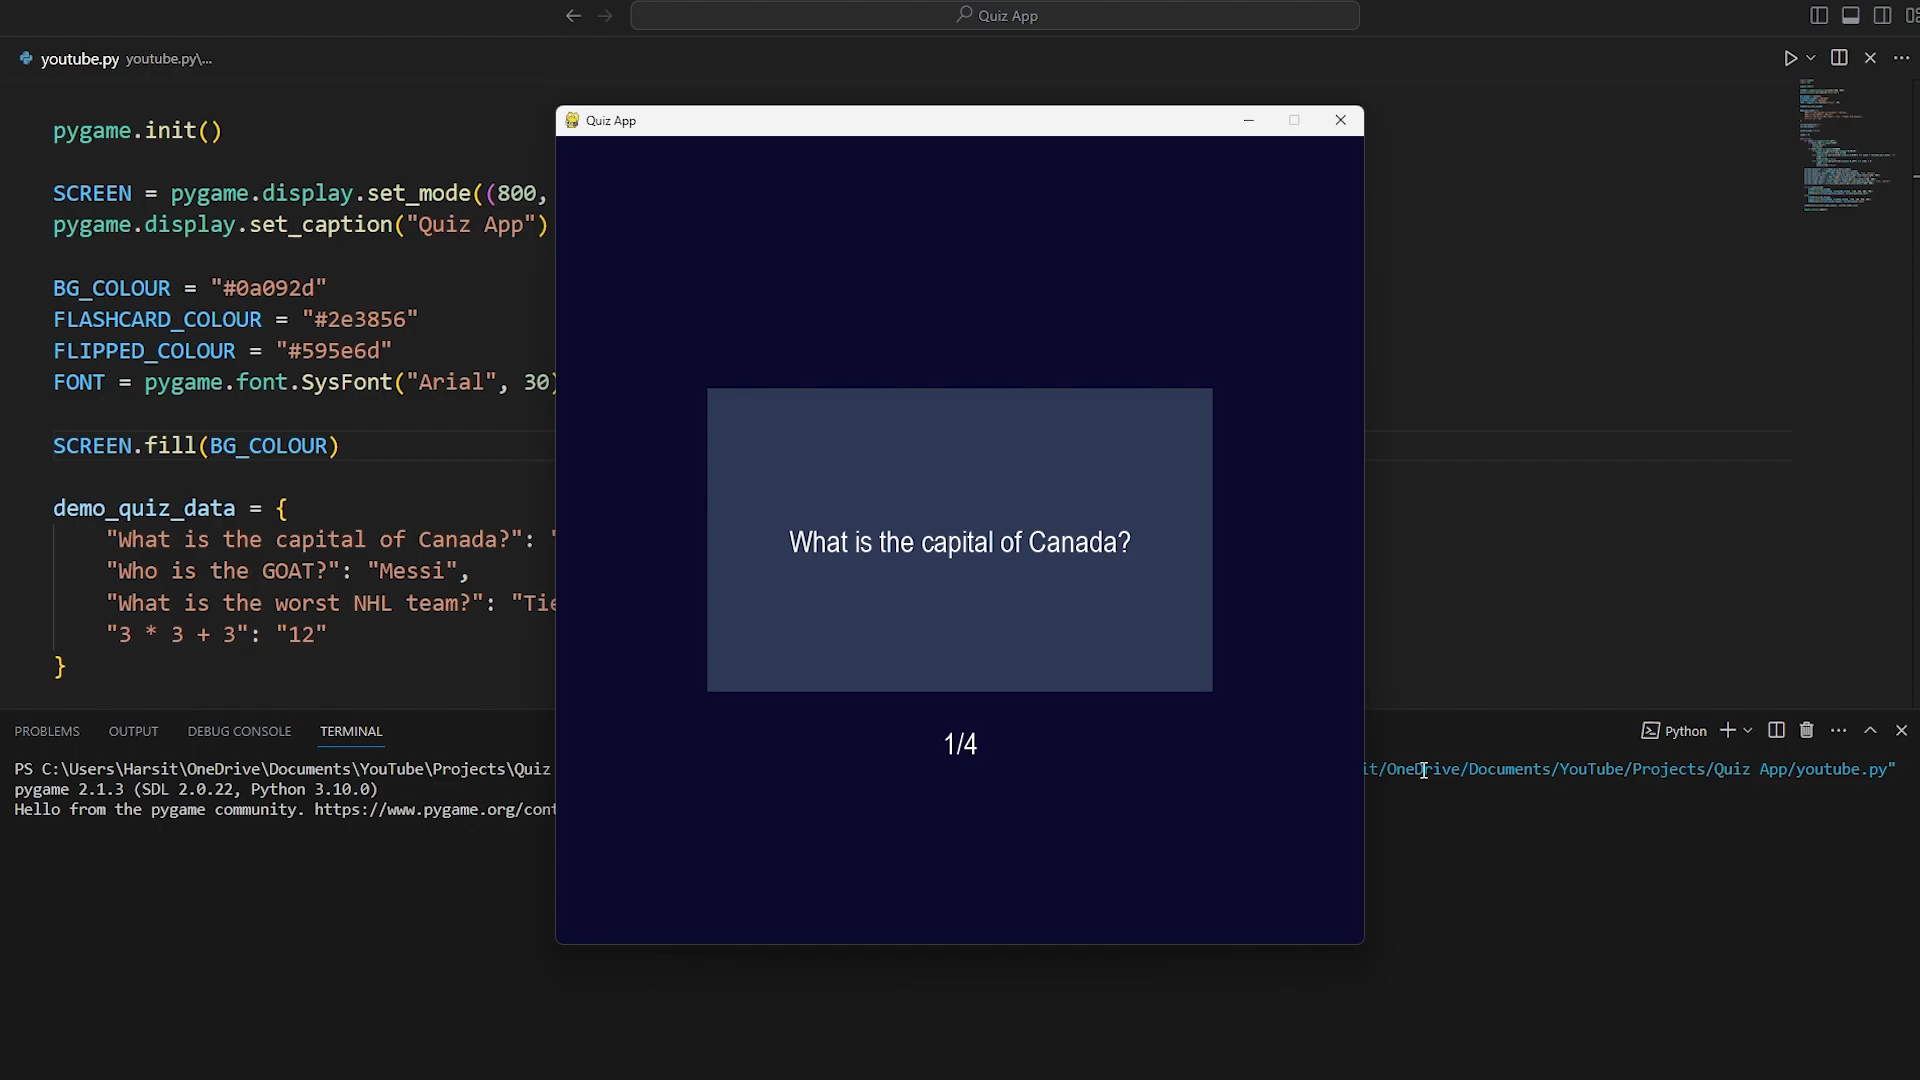 Quiz App
youtube.py youtube.py\...
pygame.init()
SCREEN = pygame.display.set_mode((800,
pygame.display.set_caption("Quiz App")
BG_COLOUR = "#0a092d"
FLASHCARD_COLOUR = "#2e3856"
FLIPPED_COLOUR = "#595e6d"
FONT = pygame.font.SysFont("Arial", 30)
SCREEN.fill(BG_COLOUR)
demo_quiz_data = {
"What is the capital of Canada?": "
"Who is the GOAT?": "Messi",
"What is the worst NHL team?": "Tie
"3 * 3 + 3": "12"
}
Quiz App
What is the capital of Canada?
1/4
PROBLEMS OUTPUT DEBUG CONSOLE TERMINAL
Python
PS C:\Users\Harsit\OneDrive\Documents\YouTube\Projects\Quiz it/OneDrive/Documents/YouTube/Projects/Quiz App/youtube.py"
pygame 2.1.3 (SDL 2.0.22, Python 3.10.0)
Hello from the pygame community. https://www.pygame.org/cont